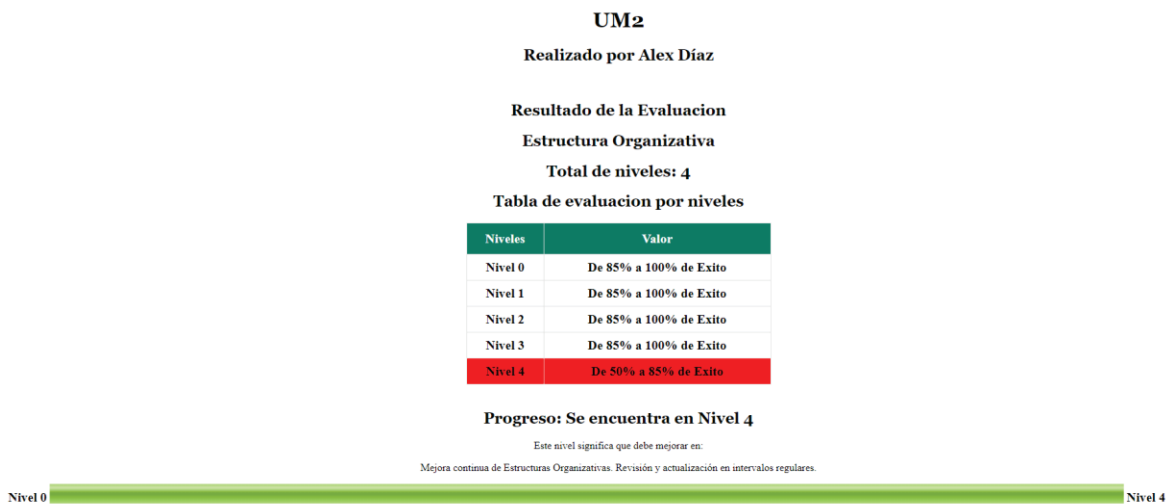 UM2
Realizado por Alex Díaz
Resultado de la Evaluacion
Estructura Organizativa
Total de niveles: 4
Tabla de evaluacion por niveles
Niveles Valor
Nivel 0 De 85% a 100% de Exito
Nivel 1 De 85% a 100% de Exito
Nivel 2 De 85% a 100% de Exito
Nivel 3 De 85% a 100% de Exito
Nivel 4 De 50% a 85% de Exito
Progreso: Se encuentra en Nivel 4
Este nivel significa que debe mejorar en:
Mejora continua de Estructuras Organizativas. Revisión y actualización en intervalos regulares.
Nivel 0 Nivel 4